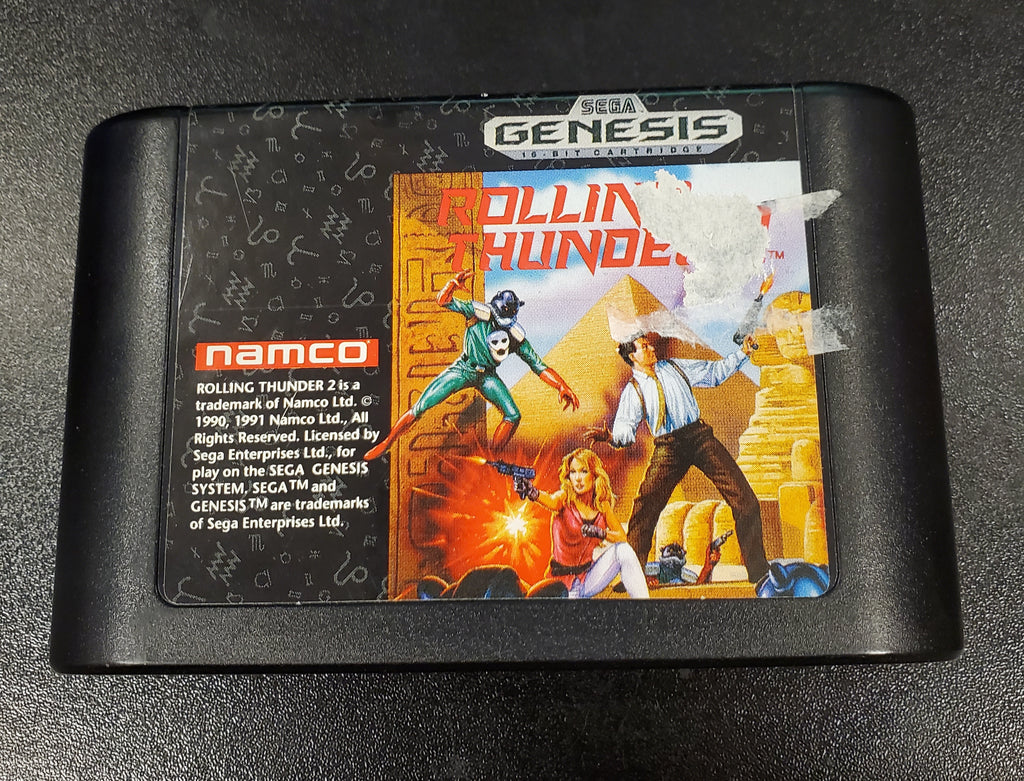 SEGA
GENESIS
16-BIT CARTRIDGE
ROLLIN
THUNDE
TM
namco
ROLLING THUNDER 2 is a
trademark of Namco Ltd. ©
1990, 1991 Namco Ltd., All
Rights Reserved. Licensed by
Sega Enterprises Ltd., for
play on the SEGA GENESIS
SYSTEM. SEGA™ and
GENESIS™ are trademarks
of Sega Enterprises Ltd.